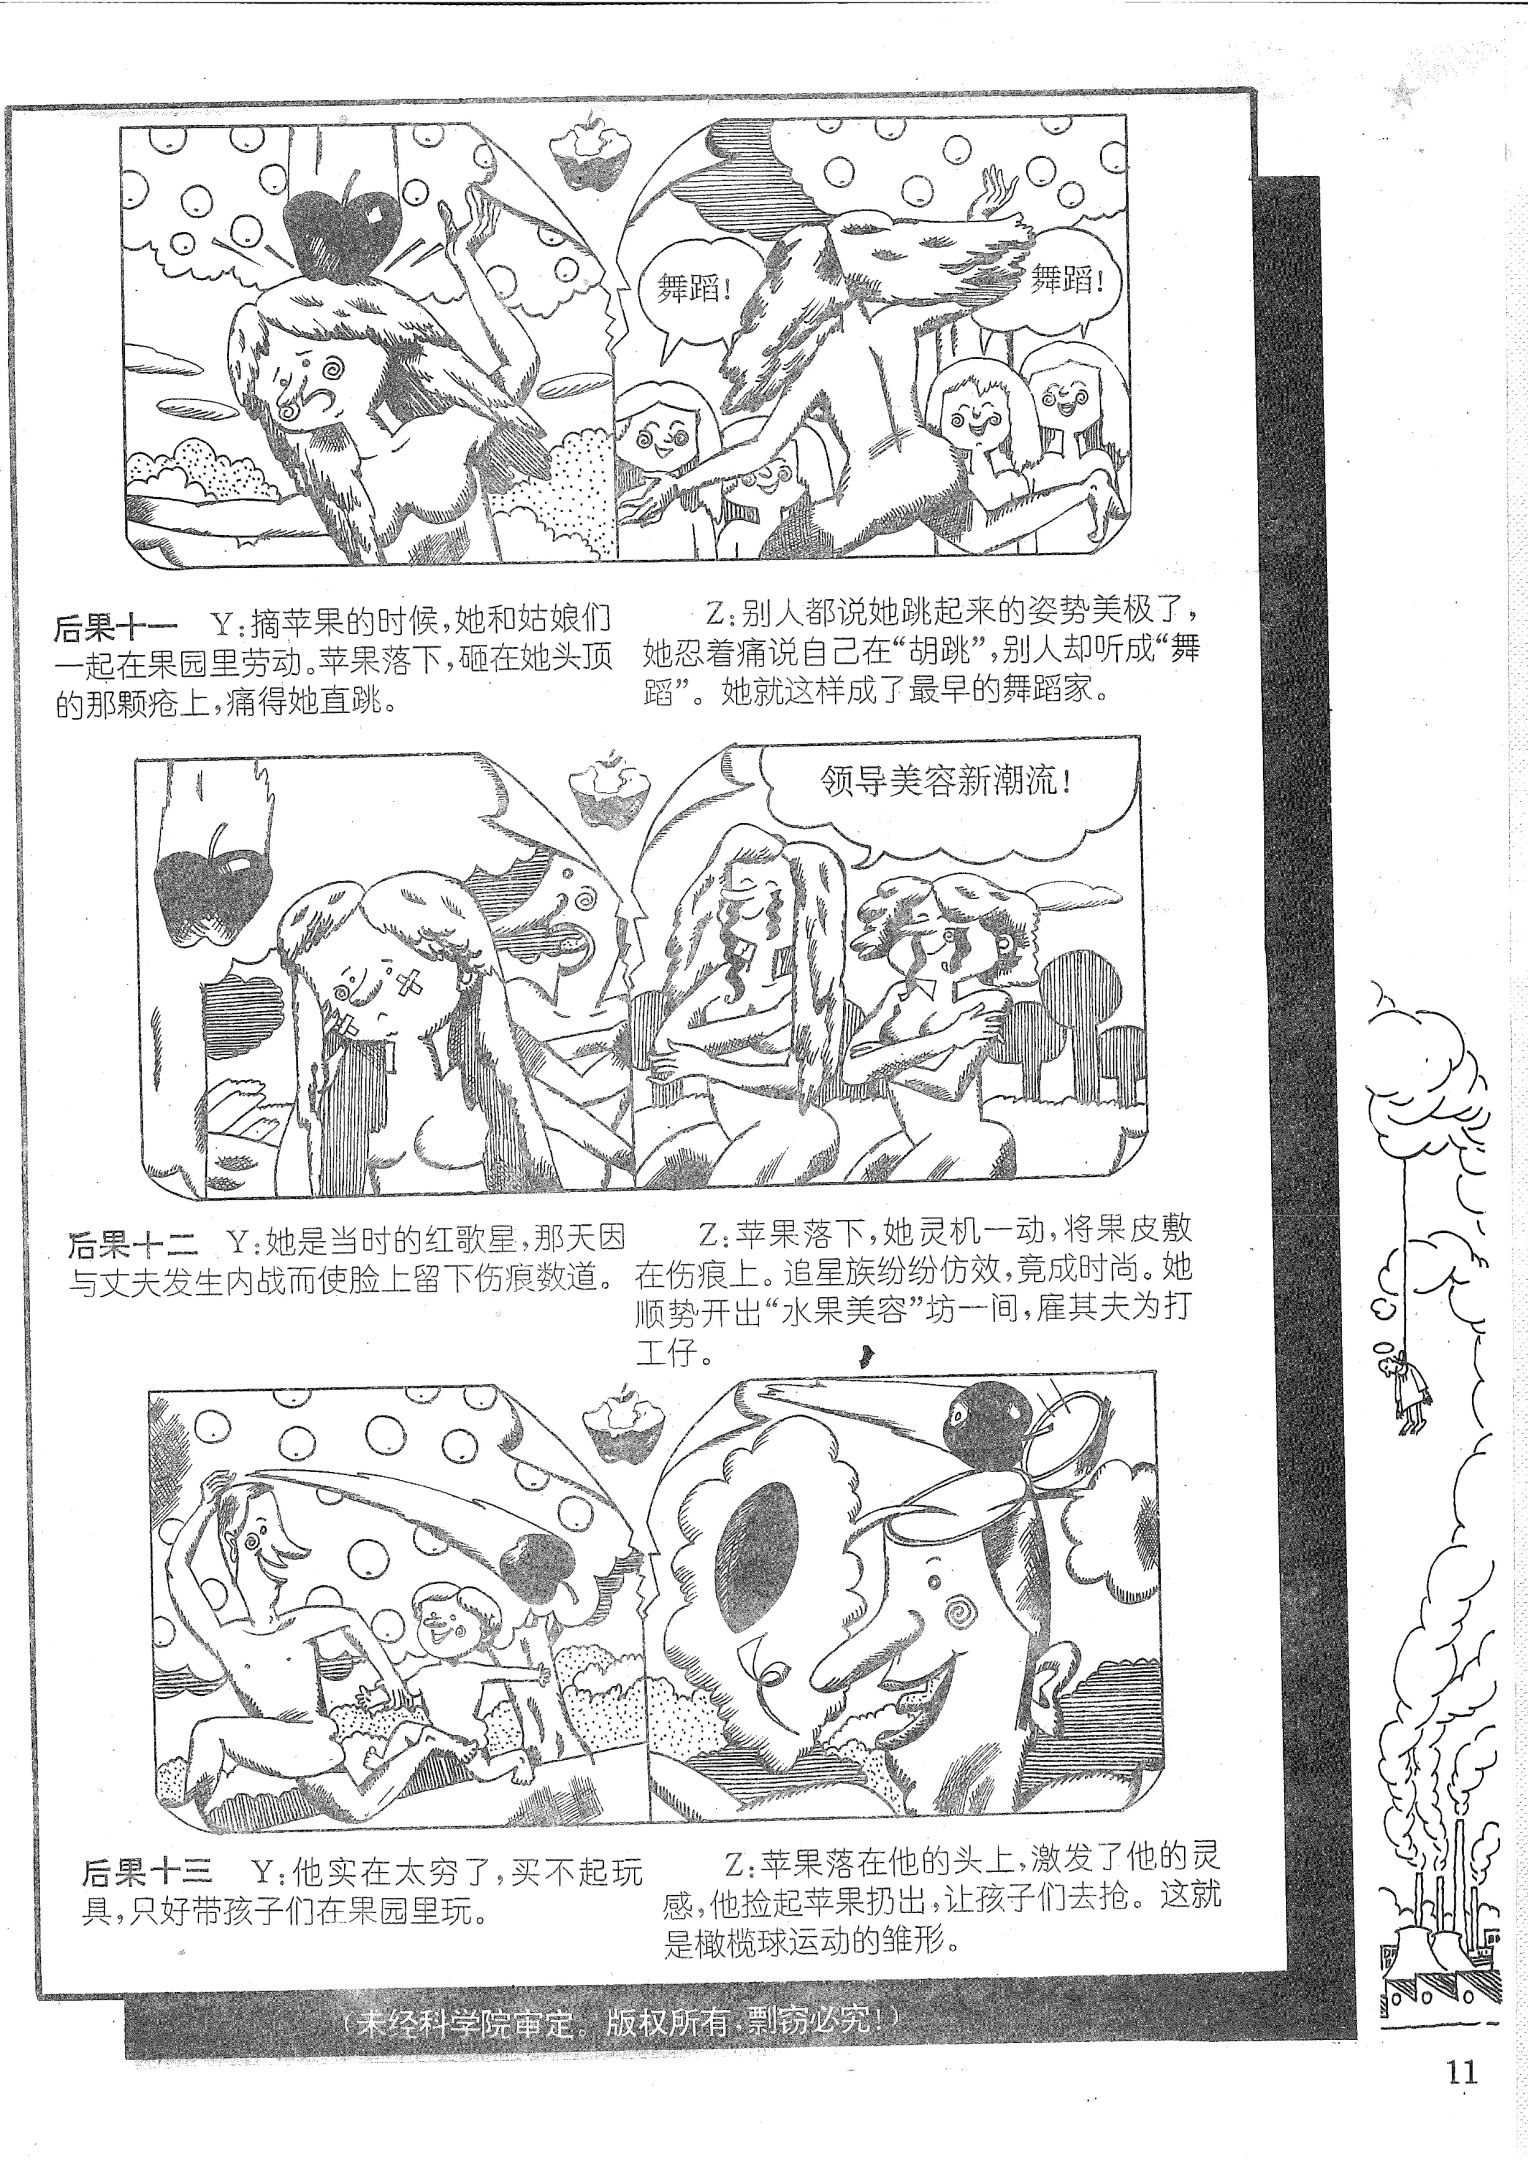 舞蹈！
舞蹈！
后果十一　Y：摘苹果的时候，她和姑娘们
一起在果园里劳动。苹果落下，砸在她头顶
的那颗疮上，痛得她直跳。
Z：别人都说她跳起来的姿势美极了，
她忍着痛说自己在“胡跳”，别人却听成“舞
蹈”。她就这样成了最早的舞蹈家。
领导美容新潮流！
后果十二　Y：她是当时的红歌星，那天因
与丈夫发生内战而使脸上留下伤痕数道。
Z：苹果落下，她灵机一动，将果皮敷
在伤痕上。追星族纷纷仿效，竟成时尚。她
顺势开出“水果美容”坊一间，雇其夫为打
工仔。
后果十三　Y：他实在太穷了，买不起玩
具，只好带孩子们在果园里玩。
Z：苹果落在他的头上，激发了他的灵
感，他捡起苹果扔出，让孩子们去抢。这就
是橄榄球运动的雏形。
（未经科学院审定。版权所有，剽窃必究！）
11